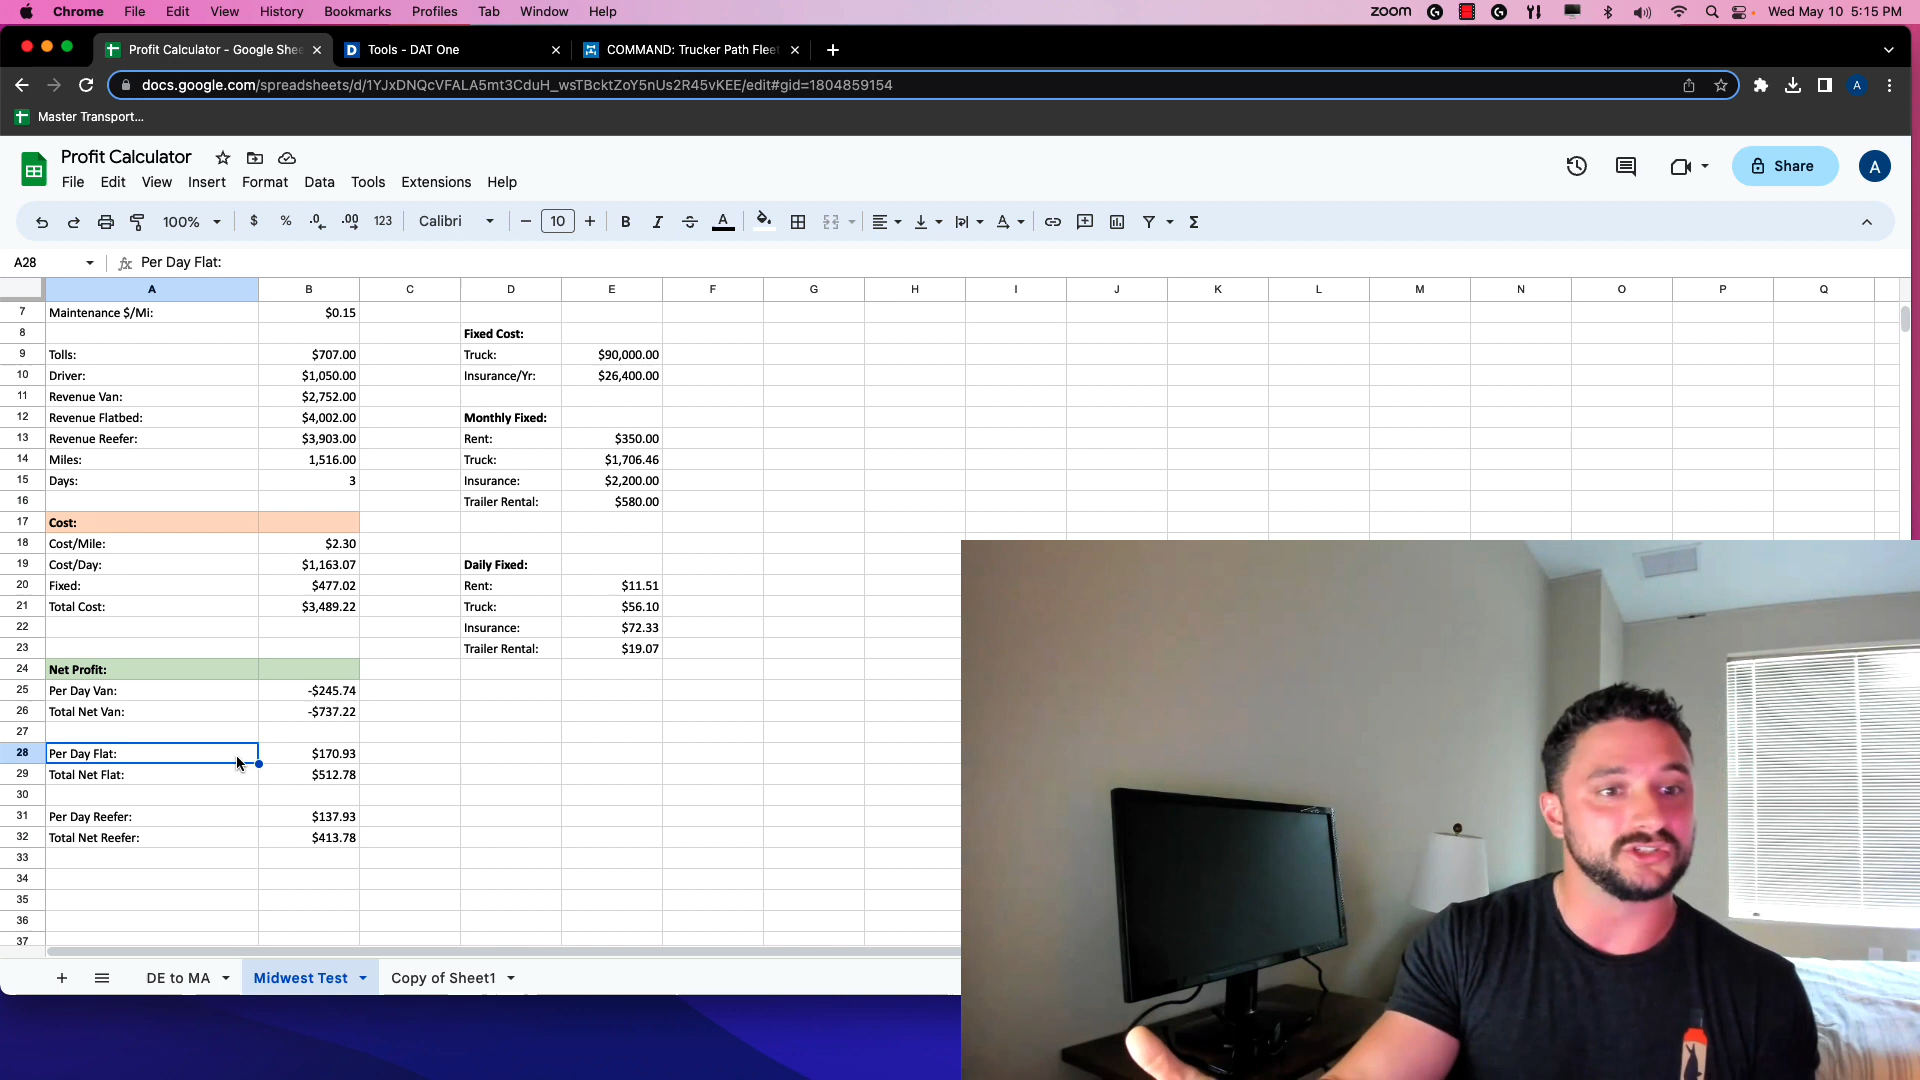 Chrome File Edit View History Bookmarks Profiles Tab Window Help zoom Wed May 10 5:15 PM
Profit Calculator - Google She Tools - DAT One COMMAND: Trucker Path Fleet
docs.google.com/spreadsheets/d/1YJxDNQcVFALA5mt3CduH_wsTBcktZoY5nUs2R45vKEE/edit#gid=1804859154 A
Master Transport...
Profit Calculator
File Edit View Insert Format Data Tools Extensions Help
Share A
100% $ % .0 .00 123 Calibri 10 B I A Σ
A28 fx Per Day Flat:
A B C D E F G H I J K L M N O P Q
7 Maintenance $/Mi: $0.15
8 Fixed Cost:
9 Tolls: $707.00 Truck: $90,000.00
10 Driver: $1,050.00 Insurance/Yr: $26,400.00
11 Revenue Van: $2,752.00
12 Revenue Flatbed: $4,002.00 Monthly Fixed:
13 Revenue Reefer: $3,903.00 Rent: $350.00
14 Miles: 1,516.00 Truck: $1,706.46
15 Days: 3 Insurance: $2,200.00
16 Trailer Rental: $580.00
17 Cost:
18 Cost/Mile: $2.30
19 Cost/Day: $1,163.07 Daily Fixed:
20 Fixed: $477.02 Rent: $11.51
21 Total Cost: $3,489.22 Truck: $56.10
22 Insurance: $72.33
23 Trailer Rental: $19.07
24 Net Profit:
25 Per Day Van: -$245.74
26 Total Net Van: -$737.22
27
28 Per Day Flat: $170.93
29 Total Net Flat: $512.78
30
31 Per Day Reefer: $137.93
32 Total Net Reefer: $413.78
33
34
35
36
37
DE to MA Midwest Test Copy of Sheet1